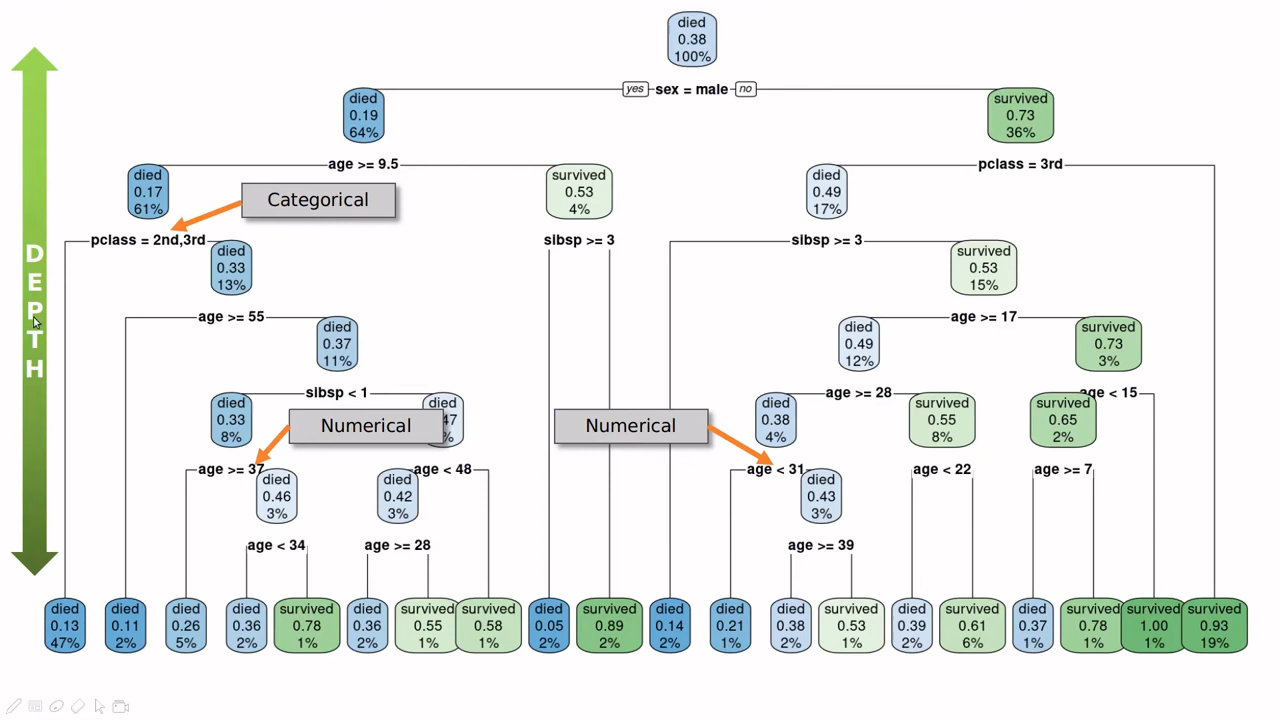 died
0.38
100%
yes sex = male no
died
0.19
64%
survived
0.73
36%
age >= 9.5
pclass = 3rd
died
0.17
61%
Categorical
survived
0.53
4%
died
0.49
17%
pclass = 2nd,3rd
sibsp >= 3
sibsp >= 3
died
0.33
13%
survived
0.53
15%
DEPTH
age >= 55
age >= 17
died
0.37
11%
died
0.49
12%
survived
0.73
3%
sibsp < 1
age >= 28
age < 15
died
0.33
8%
died
47
%
Numerical
Numerical
died
0.38
4%
survived
0.55
8%
survived
0.65
2%
age >= 37
age < 48
age < 31
age < 22
age >= 7
died
0.46
3%
died
0.42
3%
died
0.43
3%
age < 34
age >= 28
age >= 39
died
0.13
47%
died
0.11
2%
died
0.26
5%
died
0.36
2%
survived
0.78
1%
died
0.36
2%
survived
0.55
1%
survived
0.58
1%
died
0.05
2%
survived
0.89
2%
died
0.14
2%
died
0.21
1%
died
0.38
2%
survived
0.53
1%
died
0.39
2%
survived
0.61
6%
died
0.37
1%
survived
0.78
1%
survived
1.00
1%
survived
0.93
19%